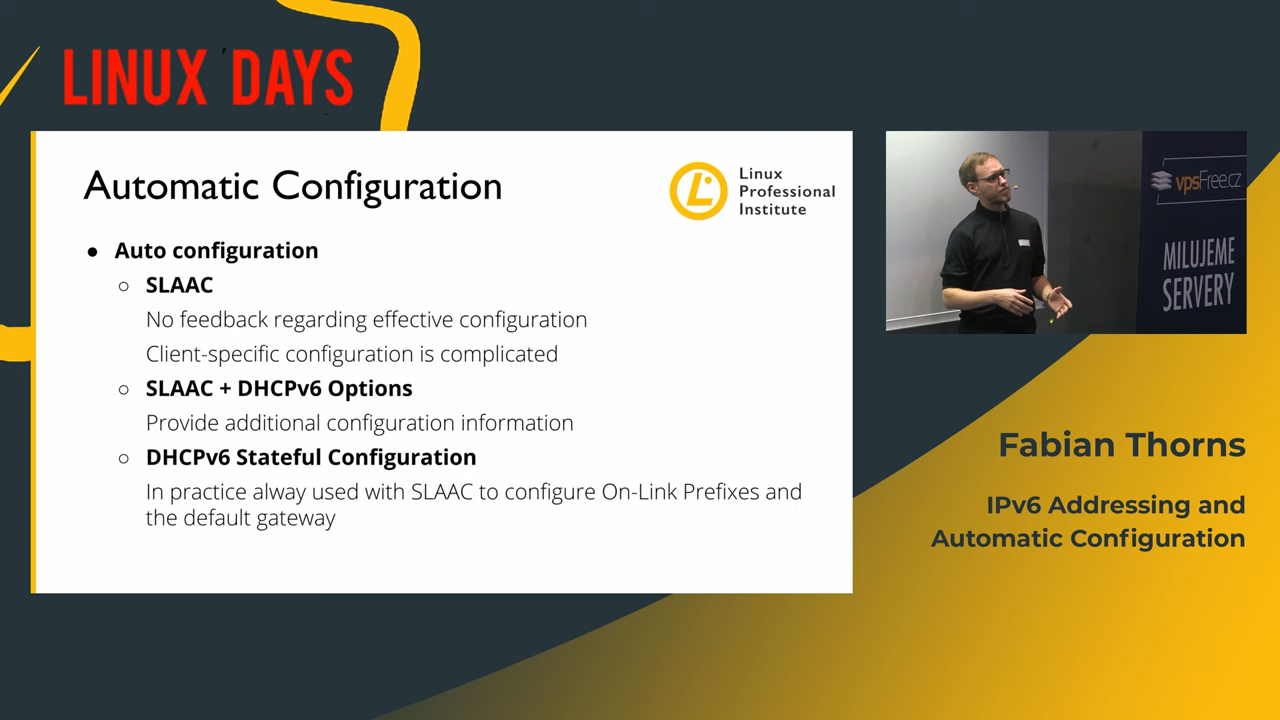 LINUX DAYS
Automatic Configuration
Linux
Professional
Institute
● Auto configuration
○ SLAAC
No feedback regarding effective configuration
Client-specific configuration is complicated
○ SLAAC + DHCPv6 Options
Provide additional configuration information
○ DHCPv6 Stateful Configuration
In practice alway used with SLAAC to configure On-Link Prefixes and
the default gateway
vpsFree.cz
MILUJEME
SERVERY
Fabian Thorns
IPv6 Addressing and
Automatic Configuration